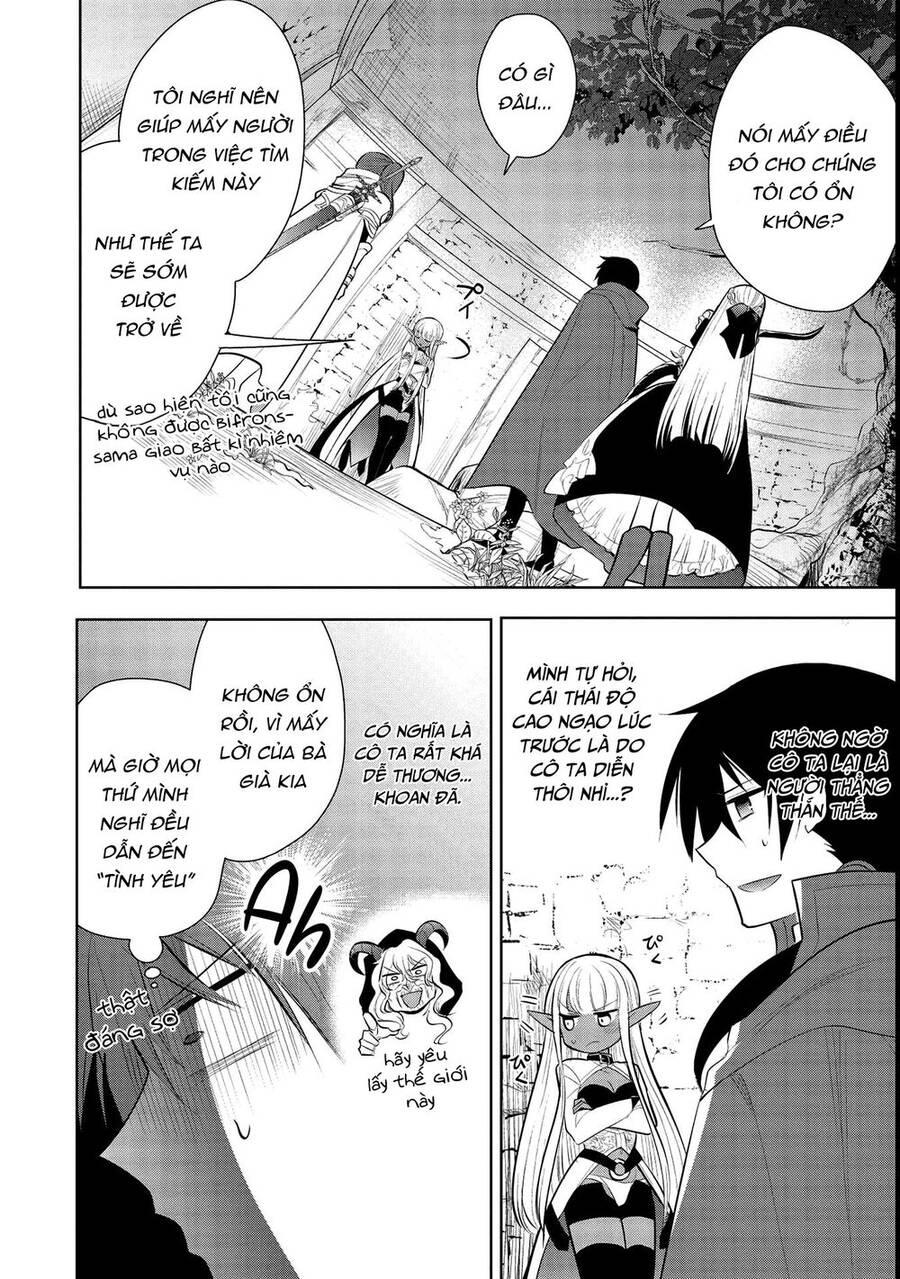 NÓI MẤY ĐIỀU
ĐÓ CHO CHÚNG
TÔI CÓ ỔN
KHÔNG?
CÓ GÌ
ĐÂU...
TÔI NGHĨ NÊN
GIÚP MẤY NGƯỜI
TRONG VIỆC TÌM
KIẾM NÀY
NHƯ THẾ TA
SẼ SỚM
ĐƯỢC
TRỞ VỀ
dù sao hiện tôi cũng
không được Bifrons-
sama giao bất kì nhiệm
vụ nào
ペく
KHÔNG NGỜ
CÔ TA LẠI LÀ
NGƯỜI THẲNG
THẮN THẾ...
MÌNH TỰ HỎI,
CÁI THÁI ĐỘ
CAO NGẠO LÚC
TRƯỚC LÀ DO
CÔ TA DIỄN
THÔI NHỈ...?
ぴく
ぴく
CÓ NGHĨA LÀ
CÔ TA RẤT KHÁ
DỄ THƯƠNG...
KHOAN ĐÃ.
KHÔNG ỔN
RỒI, VÌ MẤY
LỜI CỦA BÀ
GIÀ KIA
MÀ GIỜ MỌI
THỨ MÌNH
NGHĨ ĐỀU
DẪN ĐẾN
“TÌNH YÊU”
Ah
hãy yêu
lấy thế giới
này
thật
đáng sợ